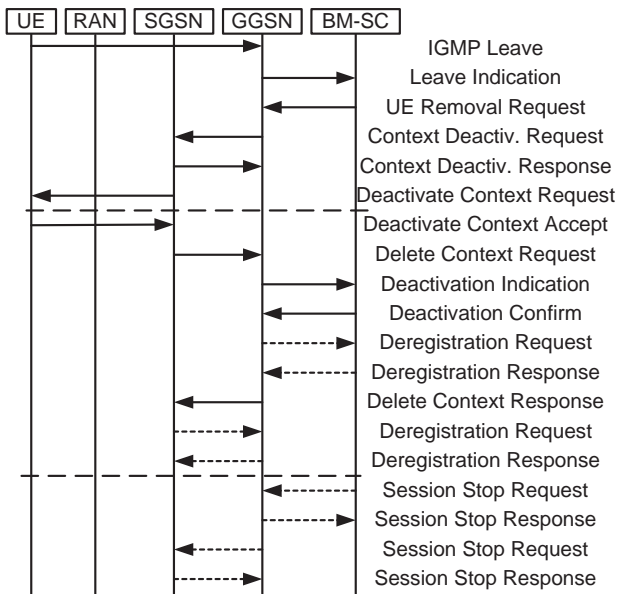 UE RAN SGSN GGSN BM-SC
IGMP Leave
Leave Indication
UE Removal Request
Context Deactiv. Request
Context Deactiv. Response
Deactivate Context Request
Deactivate Context Accept
Delete Context Request
Deactivation Indication
Deactivation Confirm
Deregistration Request
Deregistration Response
Delete Context Response
Deregistration Request
Deregistration Response
Session Stop Request
Session Stop Response
Session Stop Request
Session Stop Response